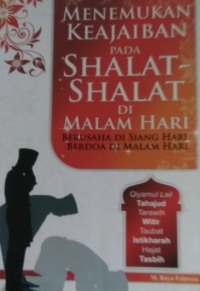 MENEMUKAN
KEAJAIBAN
PADA
SHALAT-
SHALAT
DI
MALAM HARI
BERUSAHA DI SIANG HARI
BERDOA DI MALAM HARI
Qiyamul Lail
Tahajud
Tarawih
Witir
Taubat
Istikharah
Hajat
Tasbih